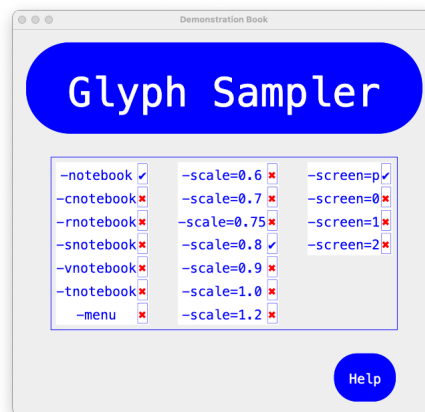 Demonstration Book
Glyph Sampler
-notebook ✔ -scale=0.6 ✖ -screen=p ✔
-cnotebook ✖ -scale=0.7 ✖ -screen=0 ✖
-rnotebook ✖ -scale=0.75 ✖ -screen=1 ✖
-snotebook ✖ -scale=0.8 ✔ -screen=2 ✖
-vnotebook ✖ -scale=0.9 ✖
-tnotebook ✖ -scale=1.0 ✖
-menu ✖ -scale=1.2 ✖
Help